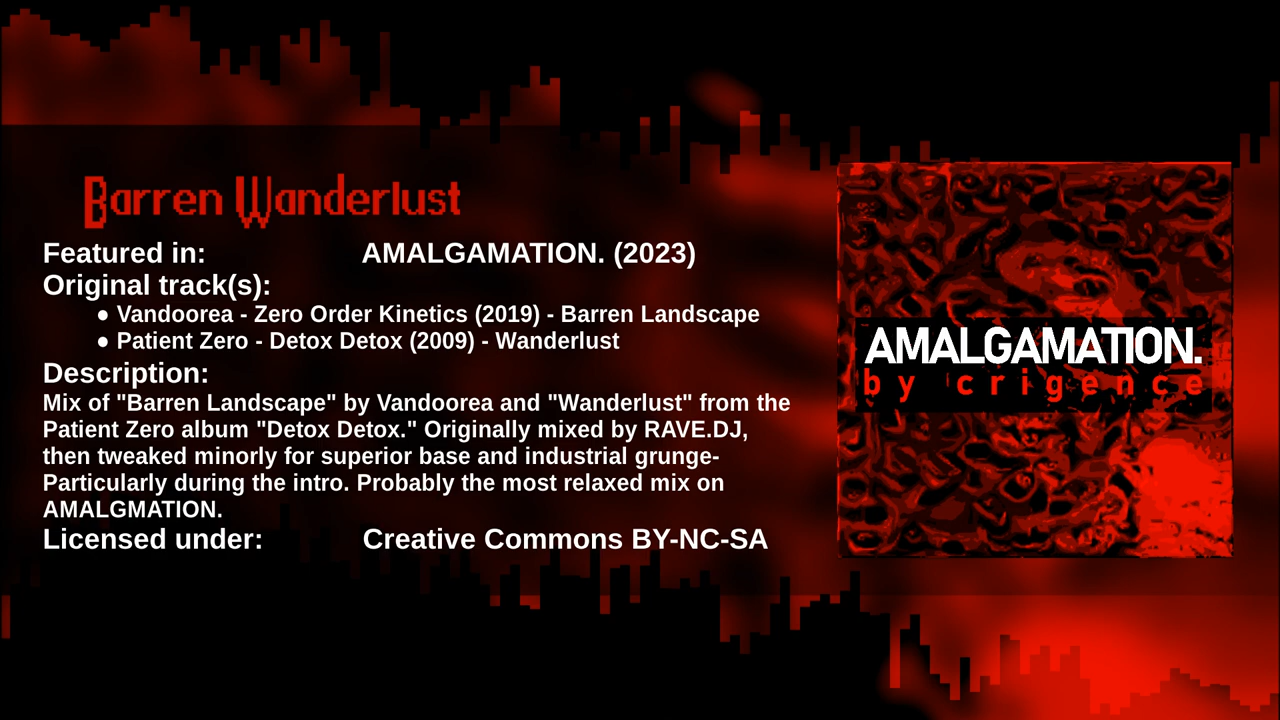 Barren Wanderlust
Featured in: AMALGAMATION. (2023)
Original track(s):
● Vandoorea - Zero Order Kinetics (2019) - Barren Landscape
● Patient Zero - Detox Detox (2009) - Wanderlust
Description:
Mix of "Barren Landscape" by Vandoorea and "Wanderlust" from the
Patient Zero album "Detox Detox." Originally mixed by RAVE.DJ,
then tweaked minorly for superior base and industrial grunge-
Particularly during the intro. Probably the most relaxed mix on
AMALGMATION.
Licensed under: Creative Commons BY-NC-SA
AMALGAMATION.
by crigence